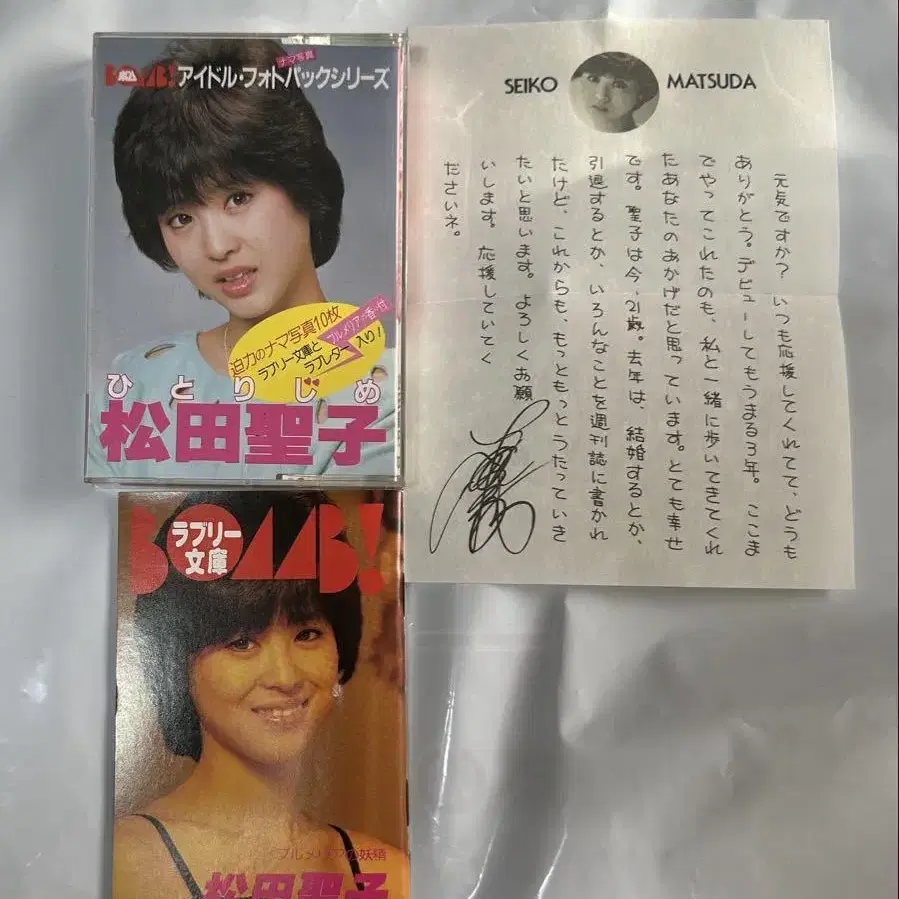 BOMB!
アイドル・フォトパックシリーズ
ナマ写真
迫力のナマ写真10枚
ラブリー文庫と
ラブレター入り!
プルメリアの香り付
ひとりじめ
松田聖子
SEIKO MATSUDA
元気ですか? いつも応援してくれてて、どうも
ありがとう。デビューしてもうまる3年。ここま
でやってこれたのも、私と一緒に歩いてきてくれ
たあなたのおかげだと思っています。とても幸せ
です。聖子は今、21歳。去年は、結婚するとか、
引退するとか、いろんなことを週刊誌に書かれ
たけど、これからも、もっともっとうたっていき
たいと思います。よろしくお願
いします。応援していてく
ださいネ。
BOMB!
ラブリー
文庫
プルメリアの妖精
松田聖子